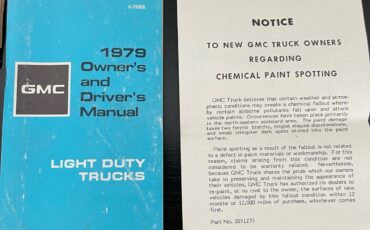 X-7909B
1979
Owner's
and
Driver's
Manual
GMC
LIGHT DUTY
TRUCKS
NOTICE
TO NEW GMC TRUCK OWNERS
REGARDING
CHEMICAL PAINT SPOTTING
GMC Truck believes that certain weather and atmos-
pheric conditions may create a chemical fallout where-
by certain airborne pollutants fall upon and attack
vehicle paints. Occurrences have taken place primarily
in the north-eastern seaboard area. The paint damage
takes two forms: blotchy, ringlet shaped discolorations,
and small irregular dark spots etched into the paint
surface.
Paint spotting as a result of the fallout is not related
to a defect in paint materials or workmanship. For this
reason, claims arising from this condition are not
considered to be warranty related. Nevertheless,
because GMC Truck shares the pride which our owners
take in preserving and maintaining the appearance of
their vehicles, GMC Truck has authorized its dealers to
re-paint, at no cost to the owner, the surfaces of new
vehicles damaged by this fallout condition within 12
months or 12,000 miles of purchase, whichever comes
first.
Part No. 2051235